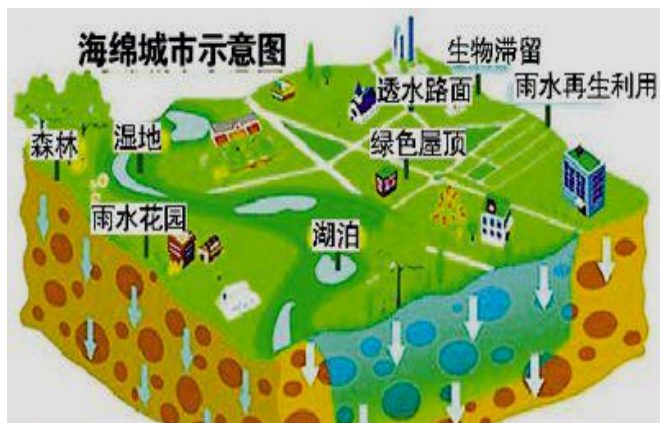 海绵城市示意图
生物滞留
透水路面
雨水再生利用
森林
湿地
绿色屋顶
雨水花园
湖泊